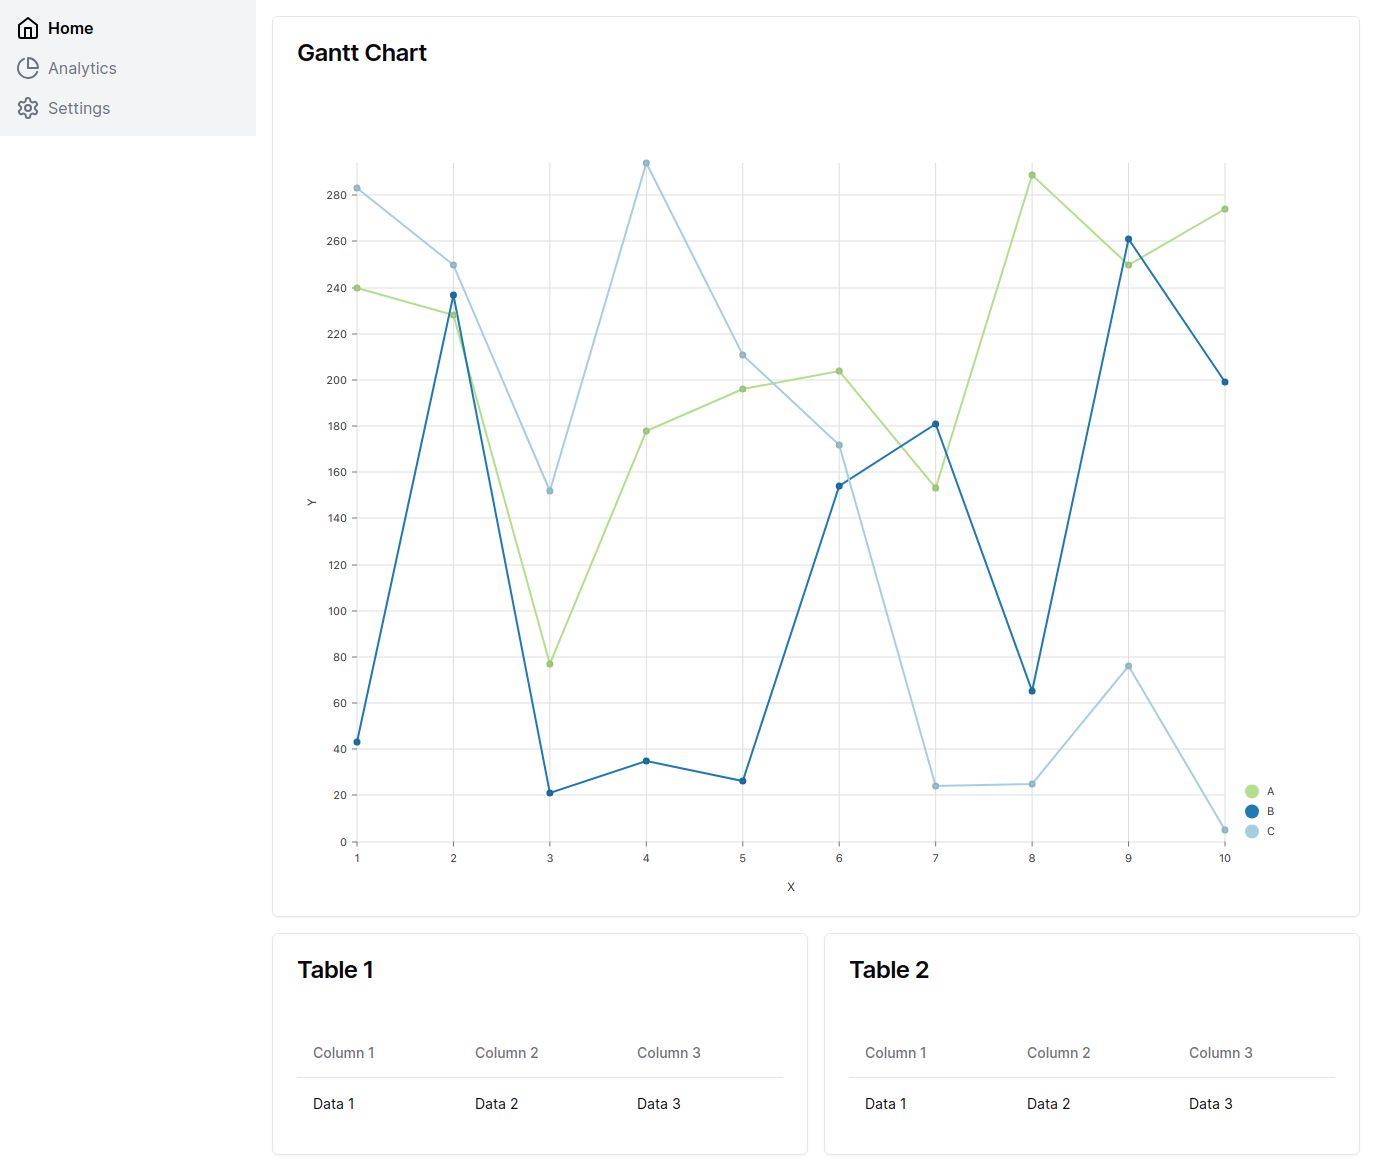 Home
Analytics
Settings
Gantt Chart
280
260
240
220
200
180
160
140
120
100
80
60
40
20
0
Y
1 2 3 4 5 6 7 8 9 10
X
A
B
C
Table 1
Column 1 Column 2 Column 3
Data 1 Data 2 Data 3
Table 2
Column 1 Column 2 Column 3
Data 1 Data 2 Data 3